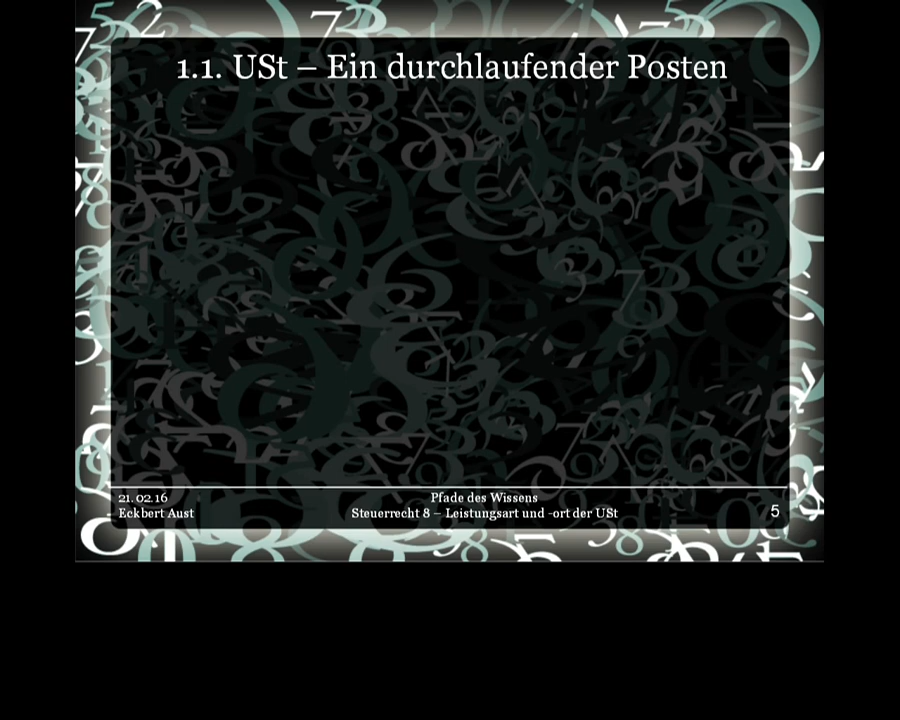 1.1. USt – Ein durchlaufender Posten
21.02.16
Eckbert Aust
Pfade des Wissens
Steuerrecht 8 – Leistungsart und -ort der USt
5